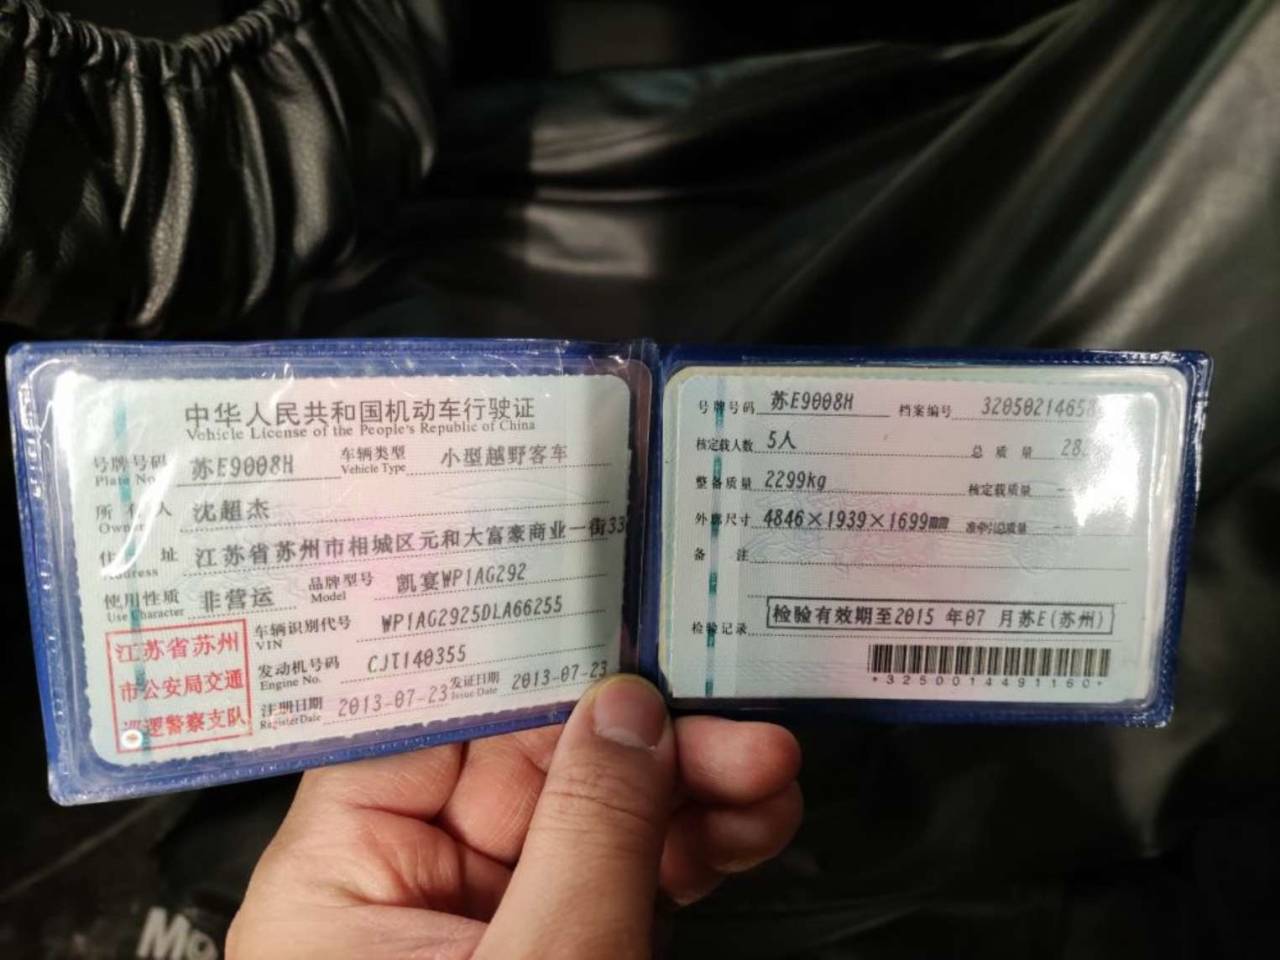 中华人民共和国机动车行驶证
Vehicle License of the People's Republic of China
号牌号码 苏E9008H 车辆类型 小型越野客车
Plate No. Vehicle Type
所有人 沈超杰
Owner
住址 江苏省苏州市相城区元和大富豪商业一街33
Address
使用性质 非营运 品牌型号 凯宴WP1AG292
Use Character Model
江苏省苏州
市公安局交通
巡逻警察支队
车辆识别代号 WP1AG2925DLA66255
VIN
发动机号码 CJT140355
Engine No.
注册日期 2013-07-23 发证日期 2013-07-23
Register Date Issue Date
号牌号码 苏E9008H 档案编号 32050214658
核定载人数 5人 总质量 28
整备质量 2299kg 核定载质量 --
外廓尺寸 4846×1939×1699mm 准牵引总质量 --
备注
检验有效期至2015 年07 月苏E(苏州)
检验记录
*3250014491160*
Mo